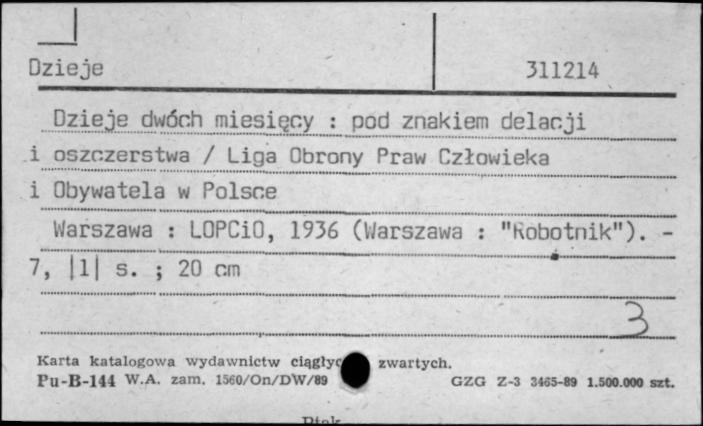 Dzieje 311214
Dzieje dwóch miesięcy : pod znakiem delacji
i oszczerstwa / Liga Obrony Praw Człowieka
i Obywatela w Polsce
Warszawa : LOPCiO, 1936 (Warszawa : "Robotnik"). -
7, |1| s. ; 20 cm
3
Karta katalogowa wydawnictw zwartych.
Pu-B-144 W.A. zam. 1560/On/DW/89 GZG Z-3 3465-89 1.500.000 szt.